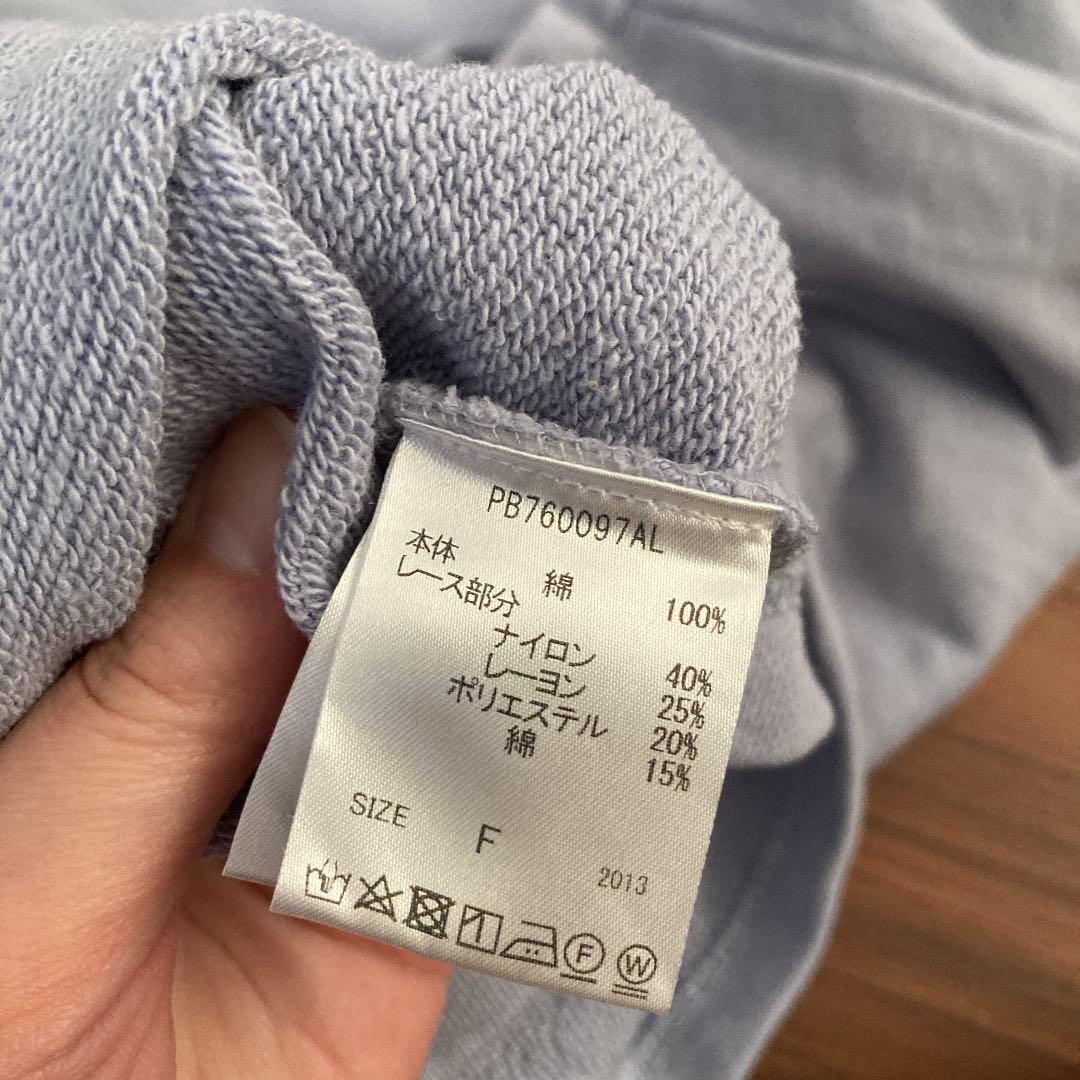 PB760097AL
本体
綿 100%
レース部分
ナイロン 40%
レーヨン 25%
ポリエステル 20%
綿 15%
SIZE F
2013
F W